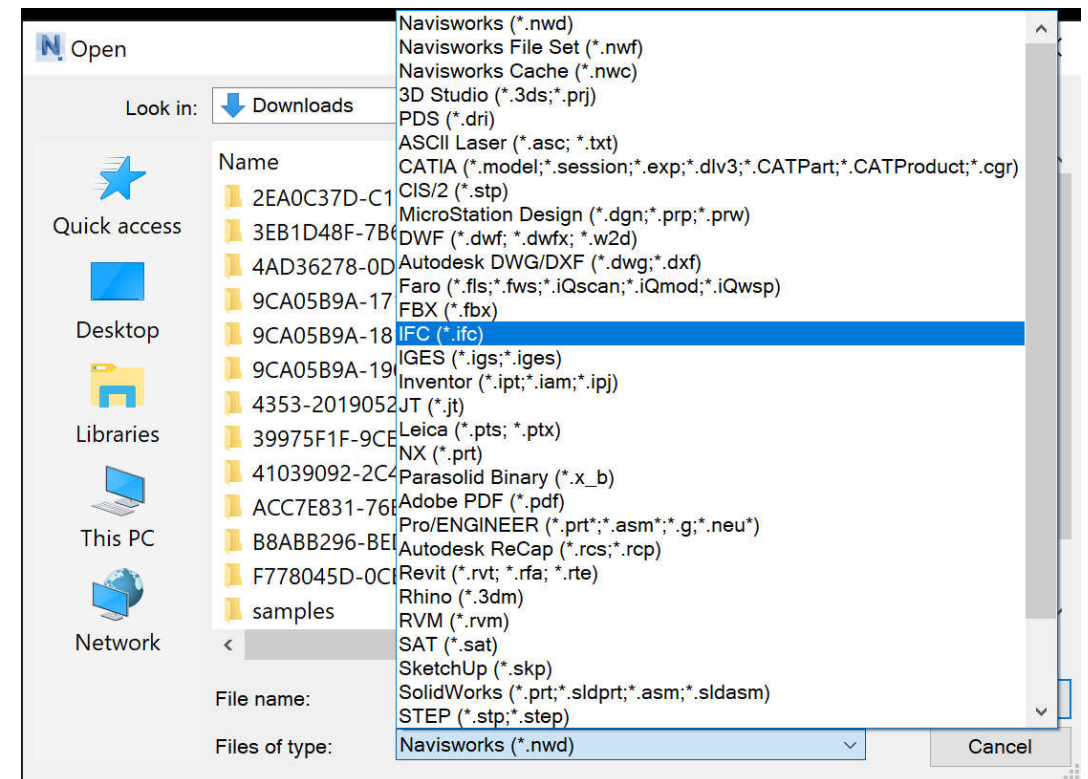 Open
Look in:
Downloads
Name
2EA0C37D-C1
3EB1D48F-7B6
4AD36278-0D
9CA05B9A-17
9CA05B9A-18
9CA05B9A-190
4353-2019052
39975F1F-9CE
41039092-2C4
ACC7E831-76E
B8ABB296-BED
F778045D-0CE
samples
Quick access
Desktop
Libraries
This PC
Network
Navisworks (*.nwd)
Navisworks File Set (*.nwf)
Navisworks Cache (*.nwc)
3D Studio (*.3ds;*.prj)
PDS (*.dri)
ASCII Laser (*.asc; *.txt)
CATIA (*.model;*.session;*.exp;*.dlv3;*.CATPart;*.CATProduct;*.cgr)
CIS/2 (*.stp)
MicroStation Design (*.dgn;*.prp;*.prw)
DWF (*.dwf; *.dwfx; *.w2d)
Autodesk DWG/DXF (*.dwg;*.dxf)
Faro (*.fls;*.fws;*.iQscan;*.iQmod;*.iQwsp)
FBX (*.fbx)
IFC (*.ifc)
IGES (*.igs;*.iges)
Inventor (*.ipt;*.iam;*.ipj)
JT (*.jt)
Leica (*.pts; *.ptx)
NX (*.prt)
Parasolid Binary (*.x_b)
Adobe PDF (*.pdf)
Pro/ENGINEER (*.prt*;*.asm*;*.g;*.neu*)
Autodesk ReCap (*.rcs;*.rcp)
Revit (*.rvt; *.rfa; *.rte)
Rhino (*.3dm)
RVM (*.rvm)
SAT (*.sat)
SketchUp (*.skp)
SolidWorks (*.prt;*.sldprt;*.asm;*.sldasm)
STEP (*.stp;*.step)
File name:
Files of type:
Navisworks (*.nwd)
Cancel